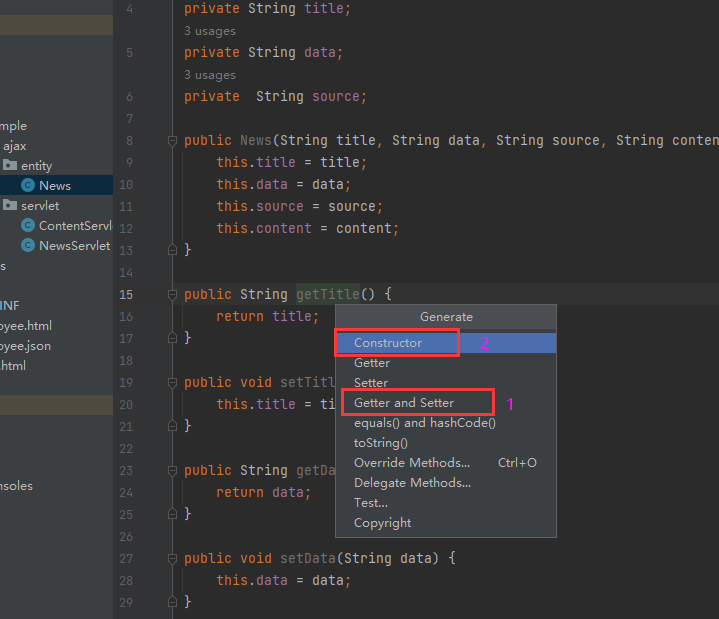 mple
ajax
entity
News
servlet
ContentServl
NewsServlet
s
INF
oyee.html
oyee.json
.html
nsoles
4 private String title;
3 usages
5 private String data;
3 usages
6 private  String source;
7
8 public News(String title, String data, String source, String conten
9 this.title = title;
10 this.data = data;
11 this.source = source;
12 this.content = content;
13 }
14
15 public String getTitle() {
16 return title;
17 }
18
19 public void setTitl
20 this.title = ti
21 }
22
23 public String getDa
24 return data;
25 }
26
27 public void setData(String data) {
28 this.data = data;
29 }
Generate
Constructor 2
Getter
Setter
Getter and Setter 1
equals() and hashCode()
toString()
Override Methods... Ctrl+O
Delegate Methods...
Test...
Copyright